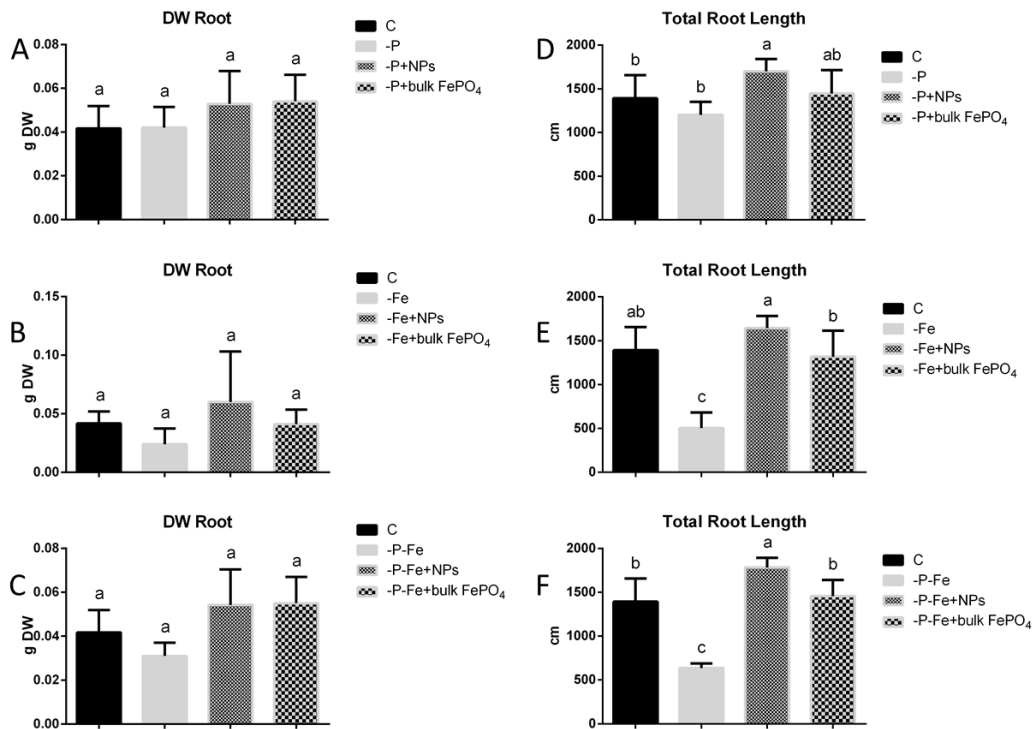 A
DW Root
0.08
0.06
0.04
0.02
0.00
g DW
a
a
a
a
C
-P
-P+NPs
-P+bulk FePO₄
D
Total Root Length
2000
1500
1000
500
0
cm
b
b
a
ab
C
-P
-P+NPs
-P+bulk FePO₄
B
DW Root
0.15
0.10
0.05
0.00
g DW
a
a
a
a
C
-Fe
-Fe+NPs
-Fe+bulk FePO₄
E
Total Root Length
2000
1500
1000
500
0
cm
ab
c
a
b
C
-Fe
-Fe+NPs
-Fe+bulk FePO₄
C
DW Root
0.08
0.06
0.04
0.02
0.00
g DW
a
a
a
a
C
-P-Fe
-P-Fe+NPs
-P-Fe+bulk FePO₄
F
Total Root Length
2000
1500
1000
500
0
cm
b
c
a
b
C
-P-Fe
-P-Fe+NPs
-P-Fe+bulk FePO₄